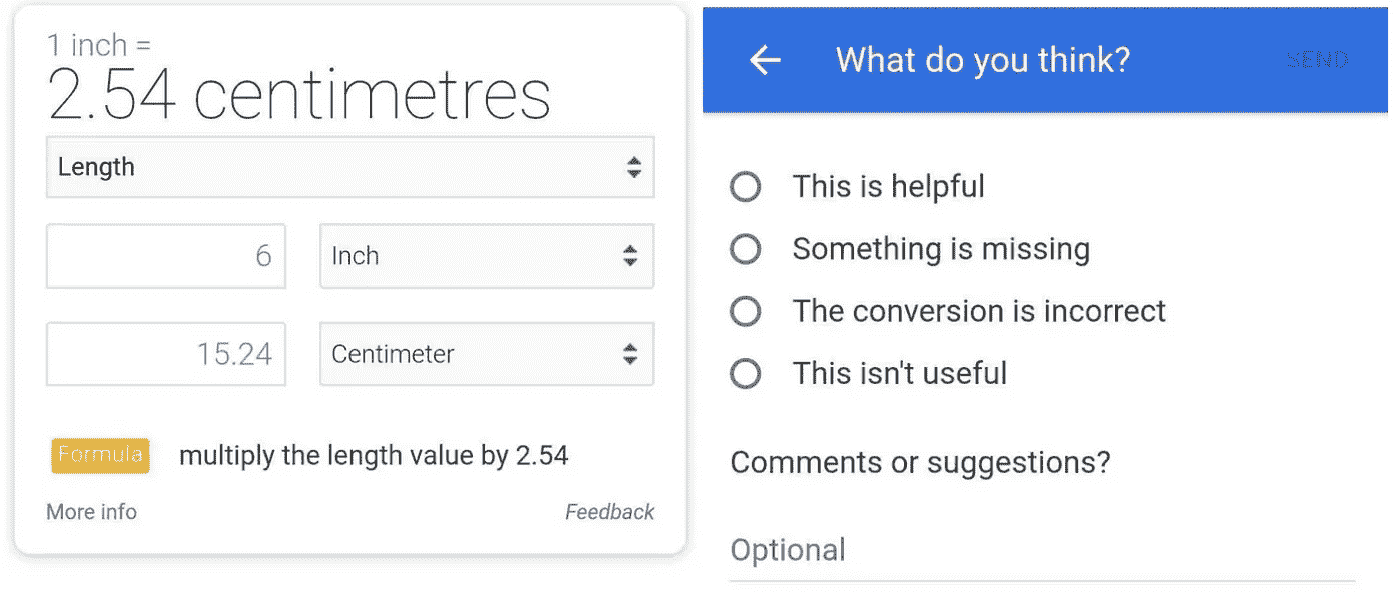 1 inch =
2.54 centimetres
Length
6 Inch
15.24 Centimeter
Formula multiply the length value by 2.54
More info Feedback
What do you think? SEND
This is helpful
Something is missing
The conversion is incorrect
This isn't useful
Comments or suggestions?
Optional